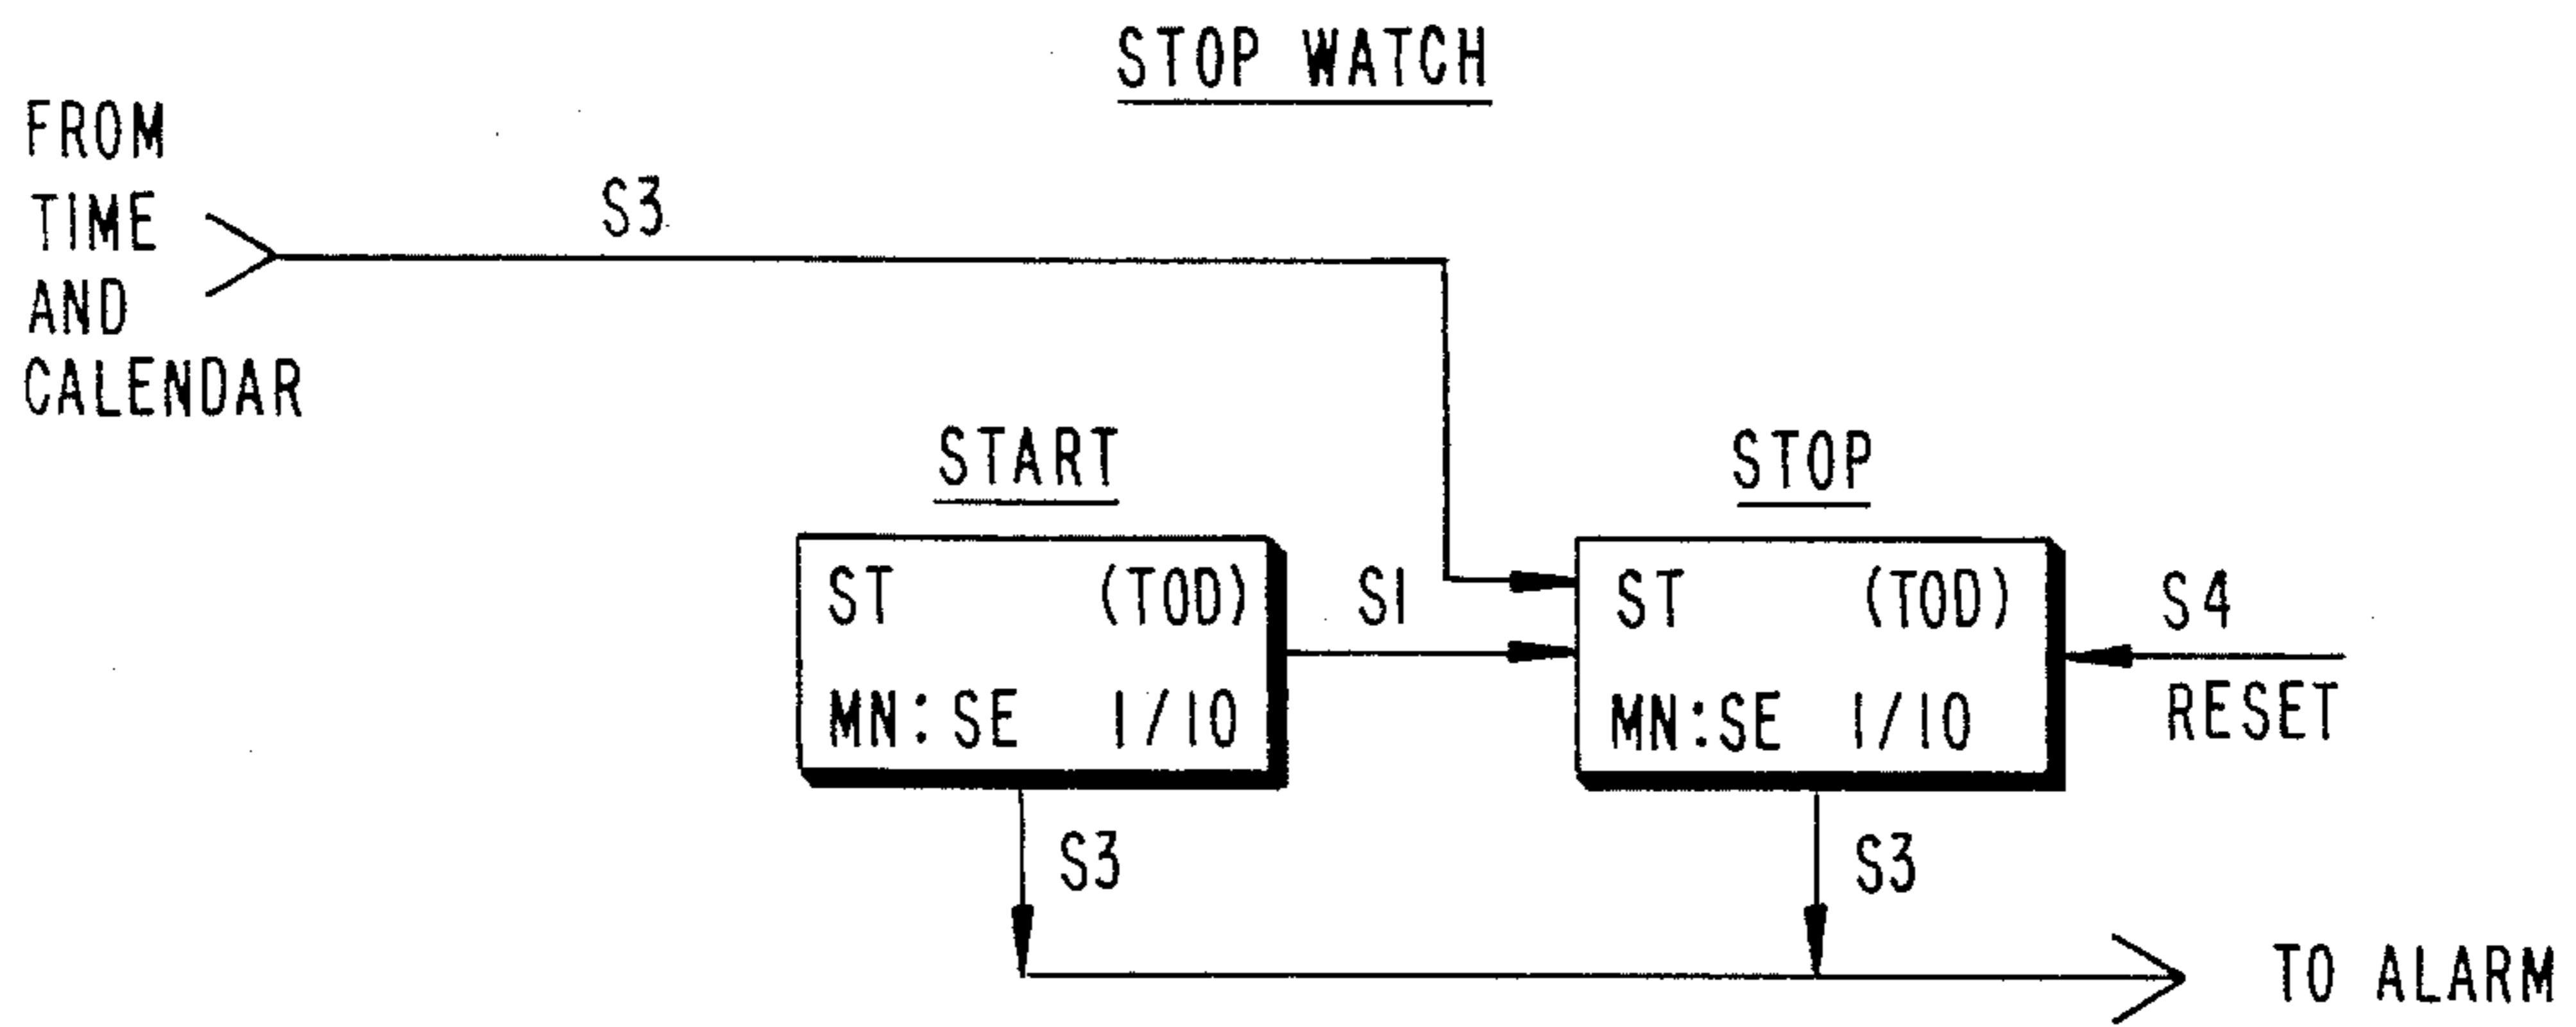 STOP WATCH
FROM
TIME
AND
CALENDAR
S3
START
STOP
ST (TOD)
MN:SE 1/10
S1
ST (TOD)
MN:SE 1/10
S4
RESET
S3
S3
TO ALARM